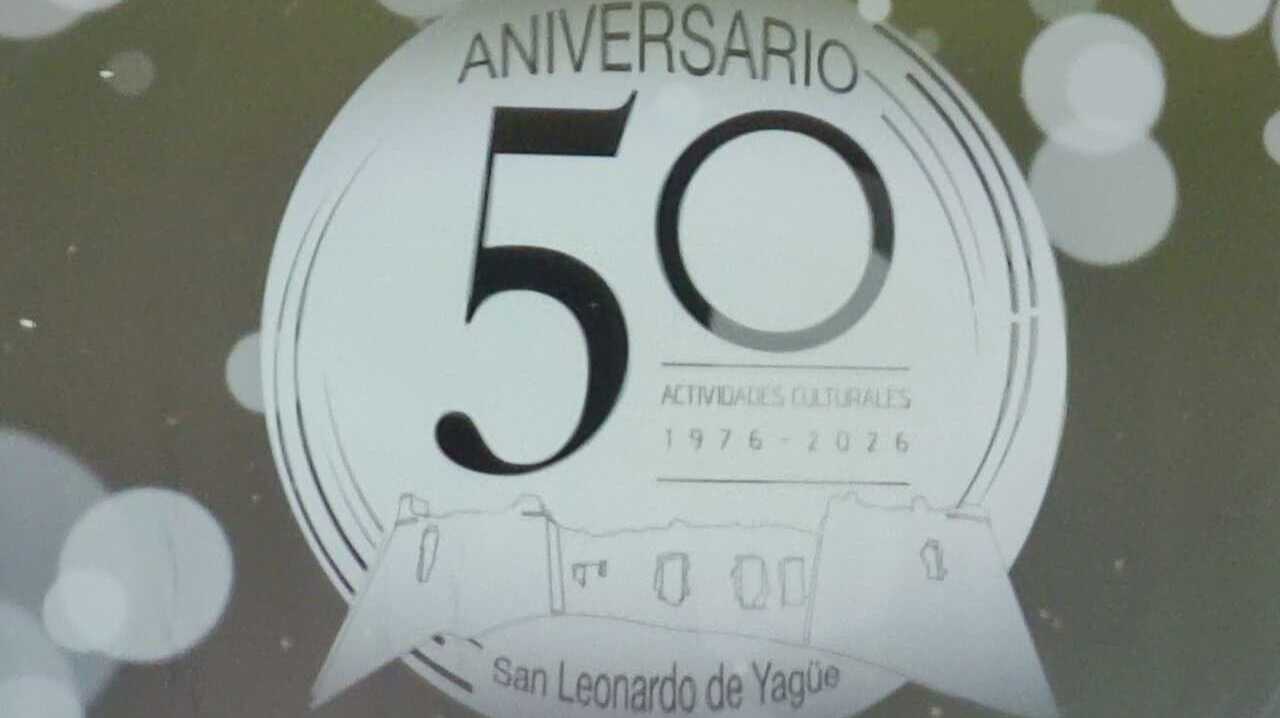 ANIVERSARIO
50
ACTIVIDADES CULTURALES
1976-2026
San Leonardo de Yagüe